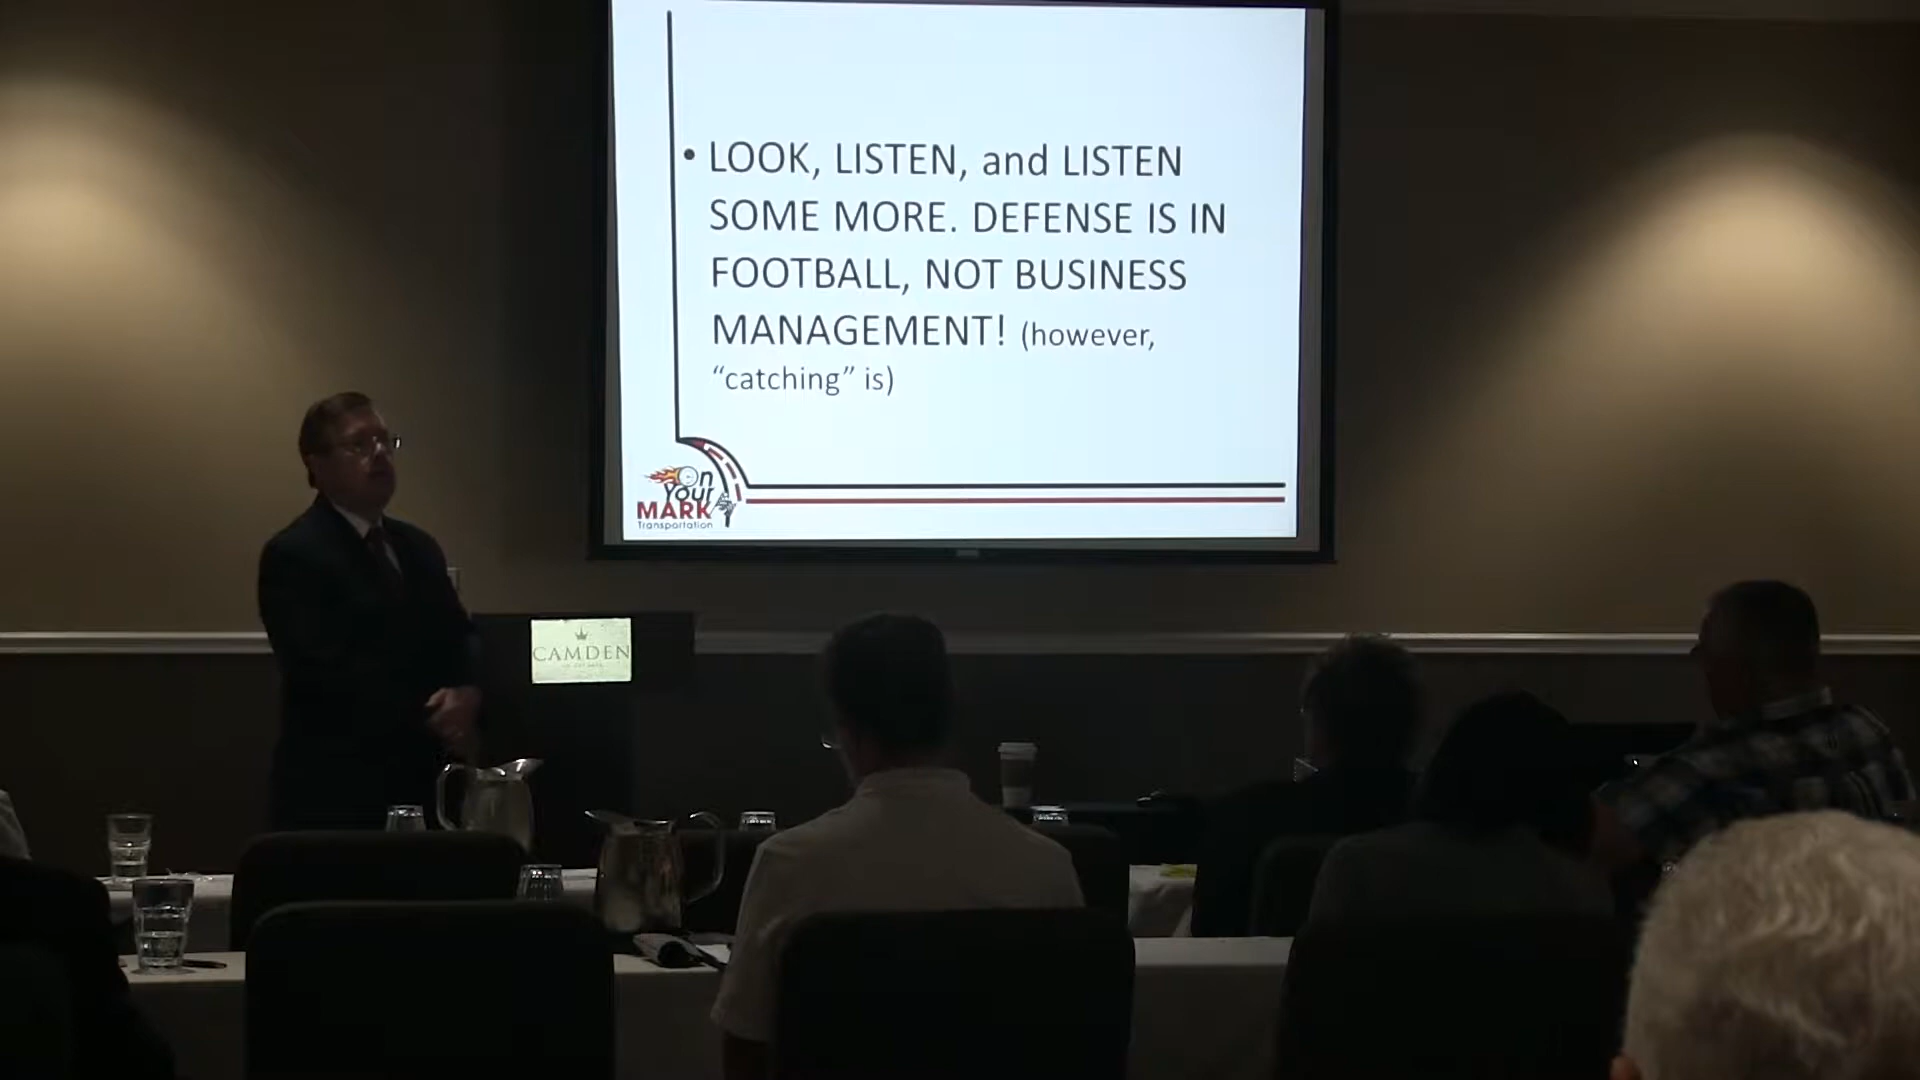 • LOOK, LISTEN, and LISTEN
SOME MORE. DEFENSE IS IN
FOOTBALL, NOT BUSINESS
MANAGEMENT! (however,
“catching” is)
On
Your
MARK
Transportation
CAMDEN